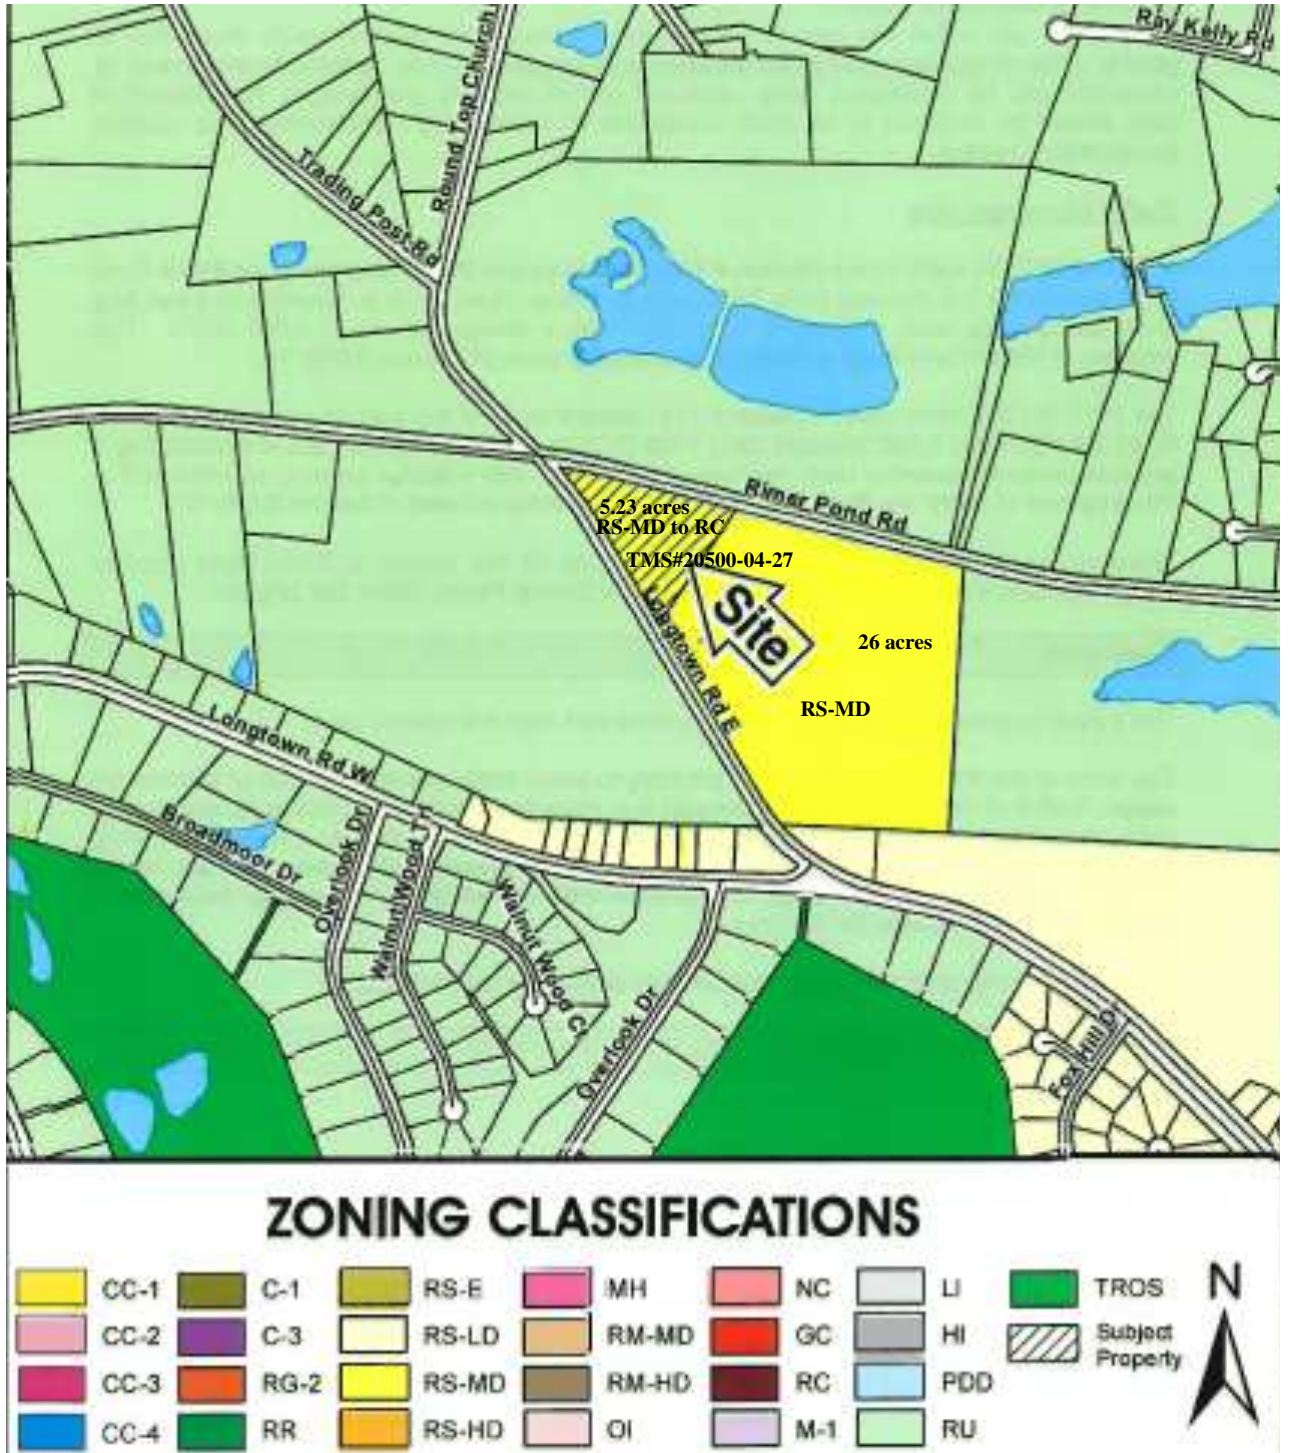 Ray Kelly Rd
Round Top Church
Trading Post Rd
Rimer Pond Rd
5.23 acres
RS-MD to RC
TMS#20500-04-27
Site
Longtown Rd E
26 acres
RS-MD
Longtown Rd W
Broadmoor Dr
Overlook Dr
Walnut Wood
Walnut Wood Ct
Overlook Dr
Fox Hill Dr
ZONING CLASSIFICATIONS
CC-1
CC-2
CC-3
CC-4
C-1
C-3
RG-2
RR
RS-E
RS-LD
RS-MD
RS-HD
MH
RM-MD
RM-HD
OI
NC
GC
RC
M-1
LI
HI
PDD
RU
TROS
Subject
Property
N